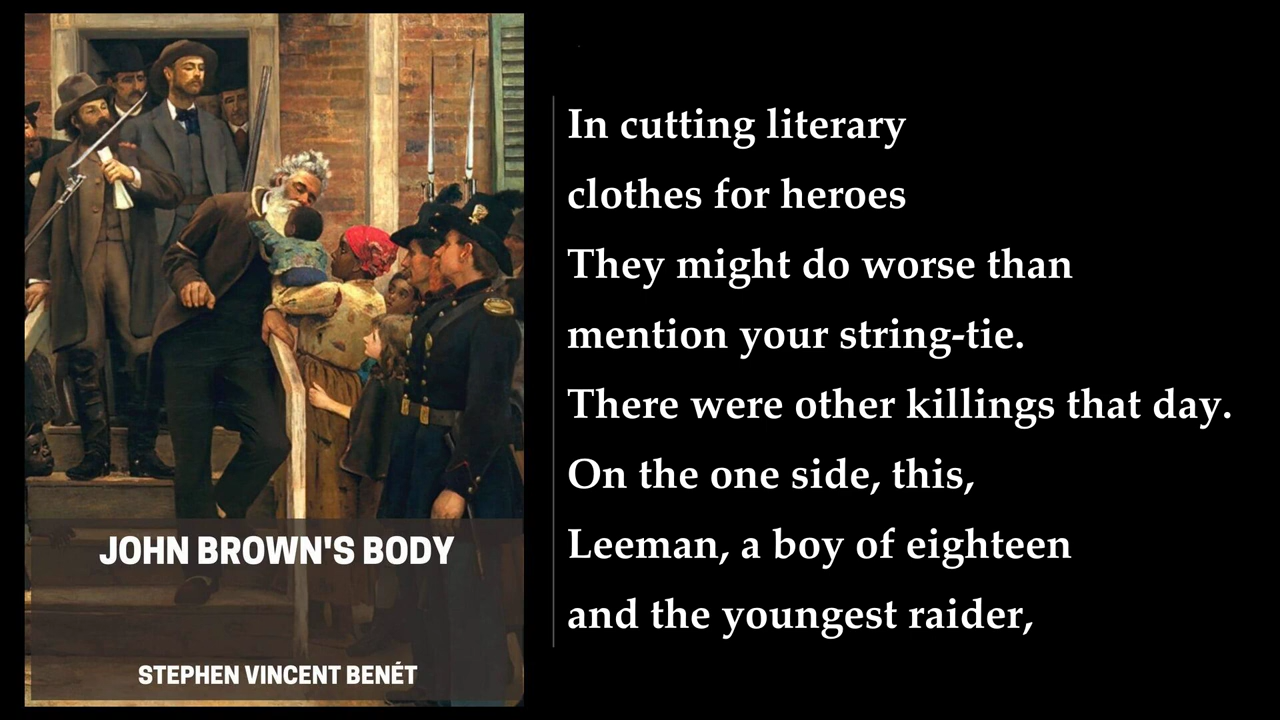 JOHN BROWN'S BODY
STEPHEN VINCENT BENÉT
In cutting literary
clothes for heroes
They might do worse than
mention your string-tie.
There were other killings that day.
On the one side, this,
Leeman, a boy of eighteen
and the youngest raider,